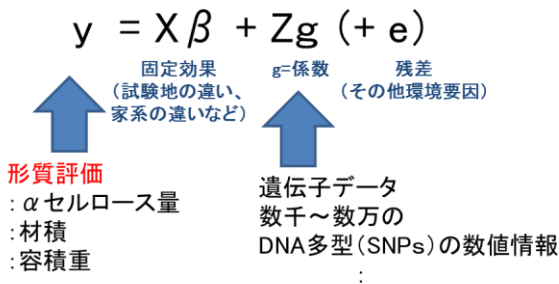 y = Xβ + Zg (+ e)
固定効果
(試験地の違い、
家系の違いなど)
g=係数
残差
(その他環境要因)
形質評価
:αセルロース量
:材積
:容積重
遺伝子データ
数千～数万の
DNA多型(SNPs)の数値情報
: